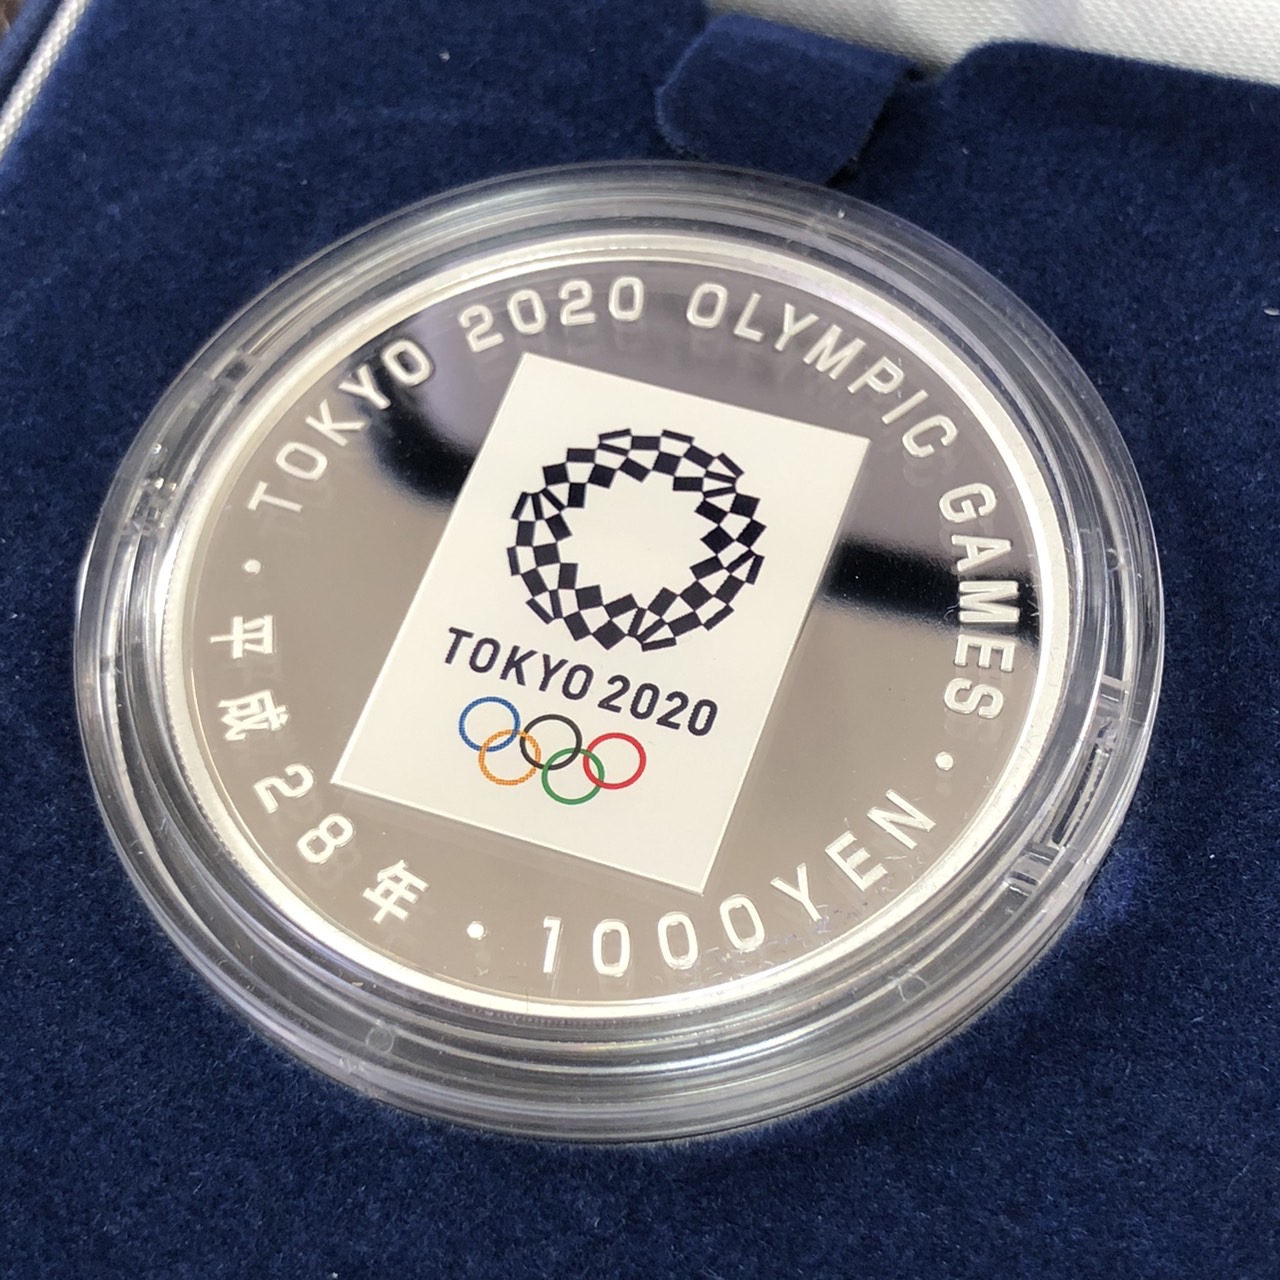 TOKYO 2020 OLYMPIC GAMES
TOKYO 2020
平成28年・1000YEN・